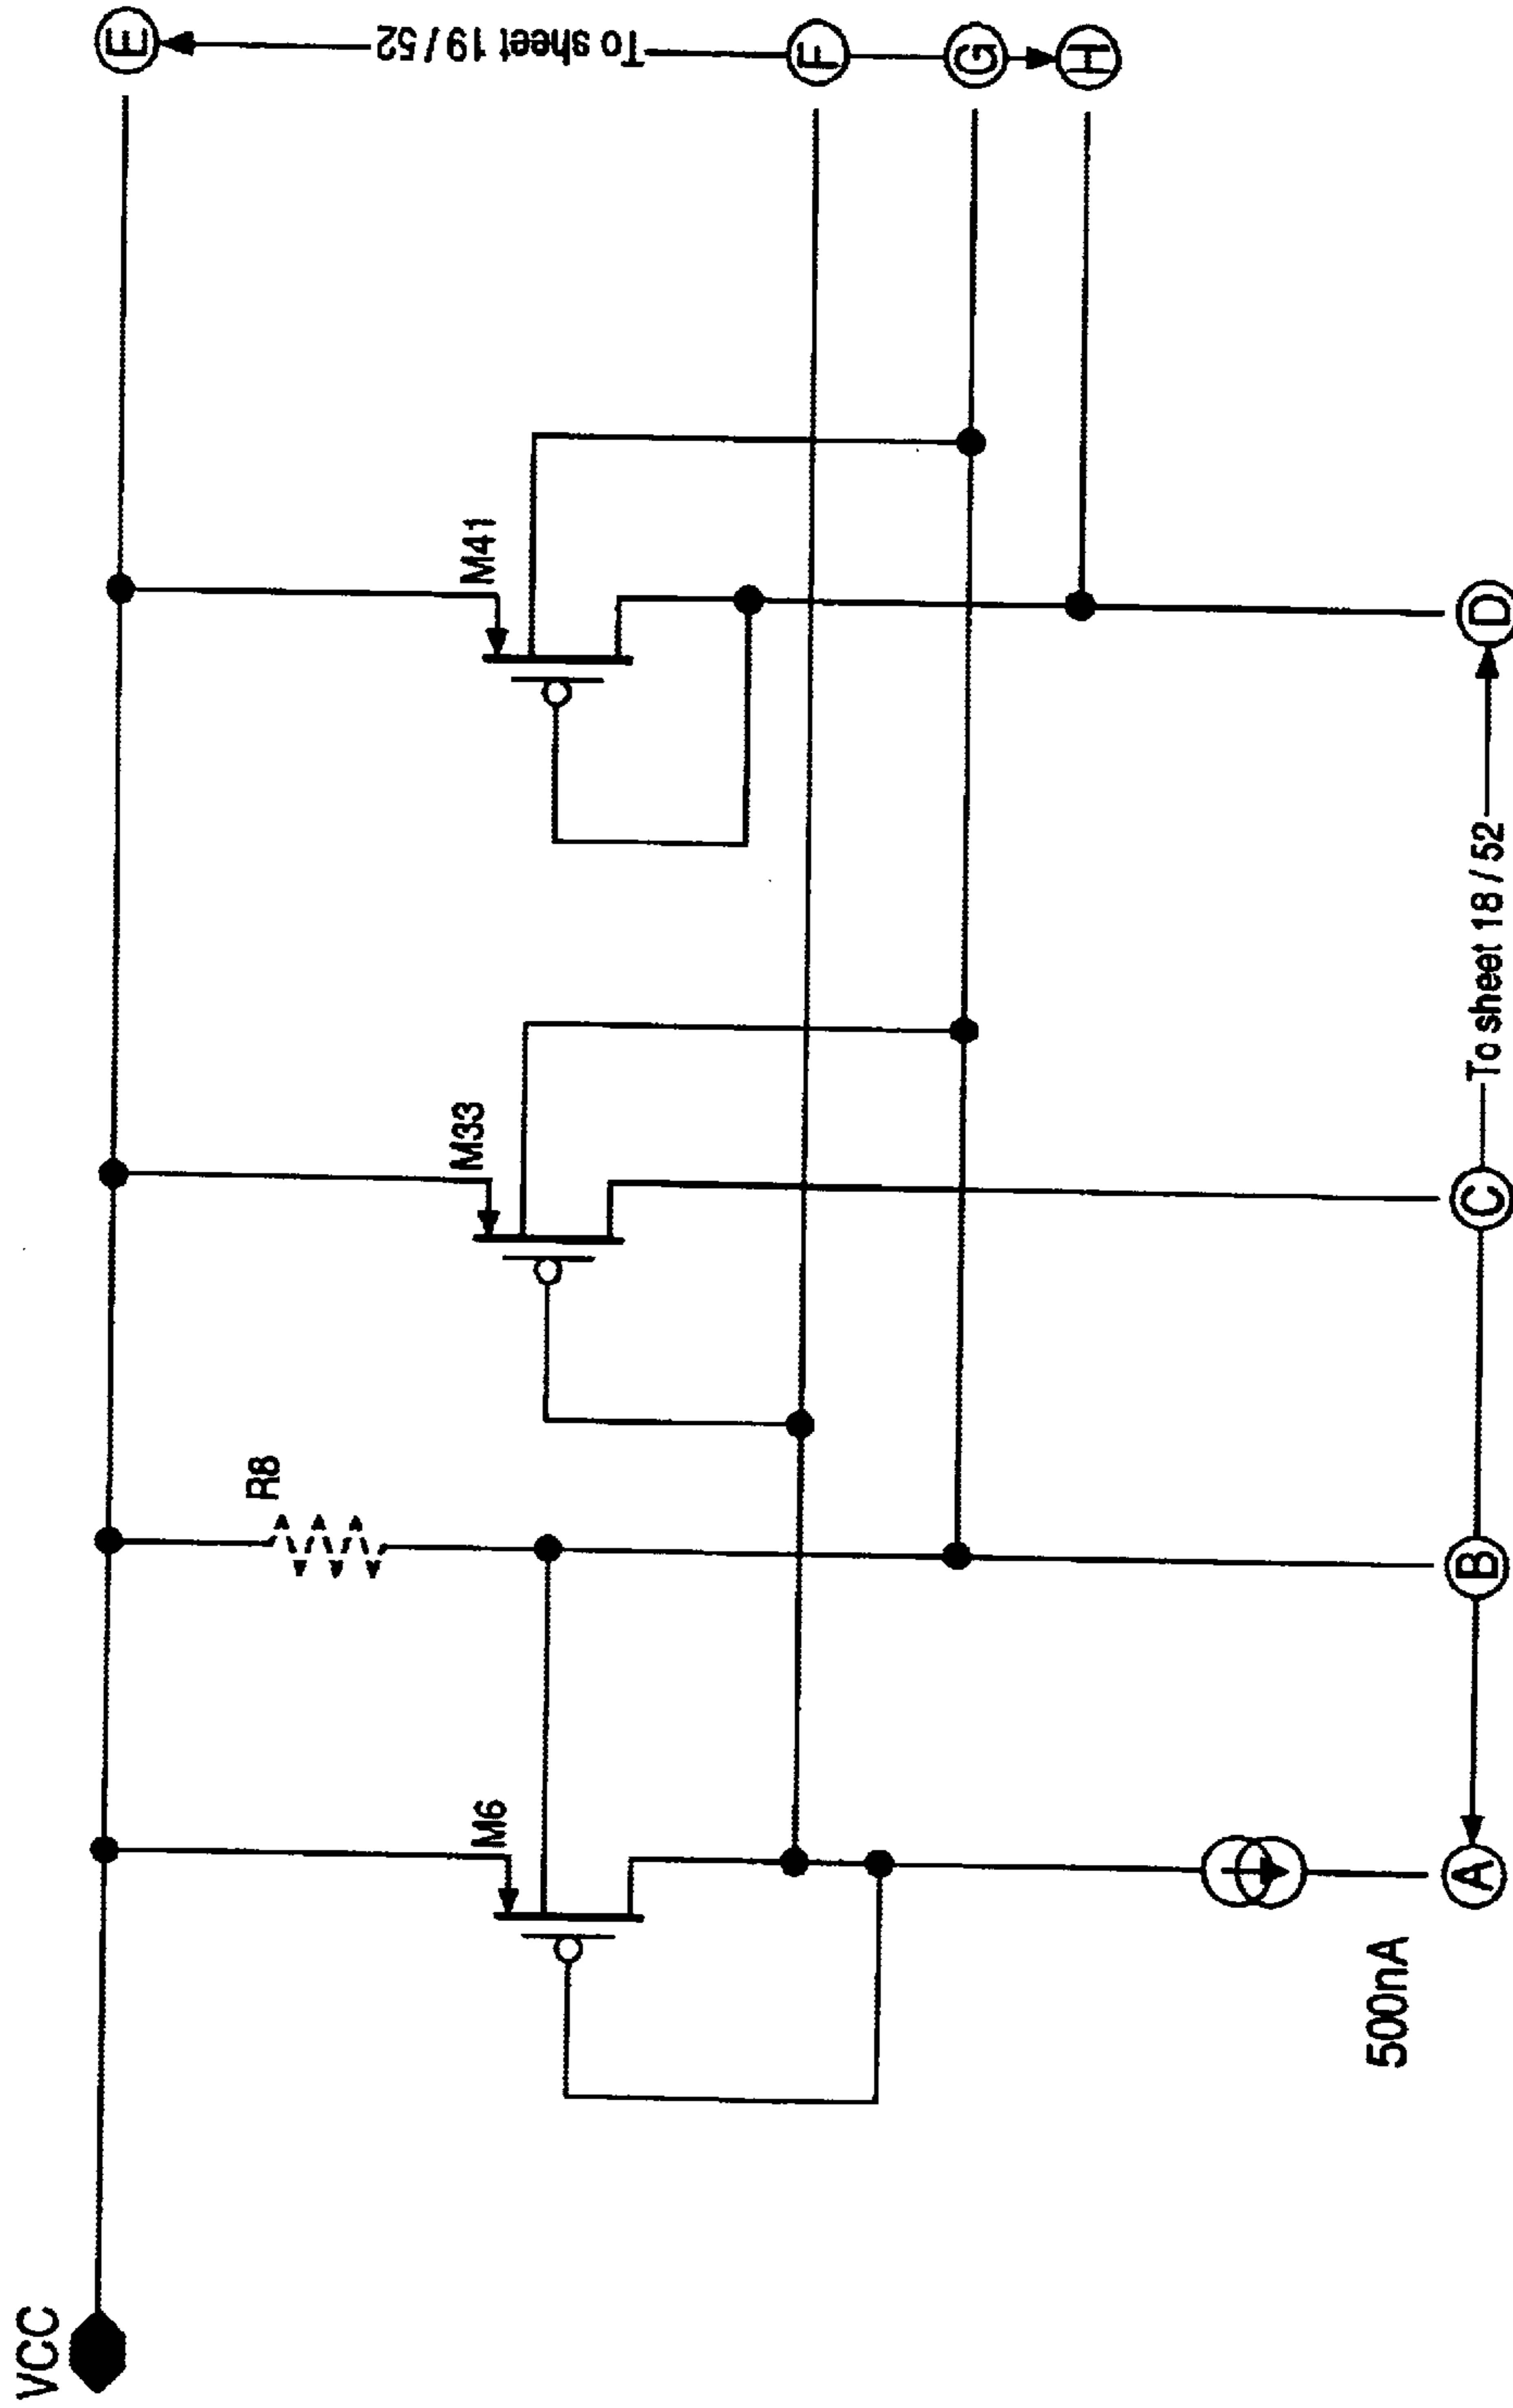 VCC
M6
R8
M33
M41
E
To sheet 19 / 52
F
G
H
500nA
A
B
C
To sheet 18 / 52
D